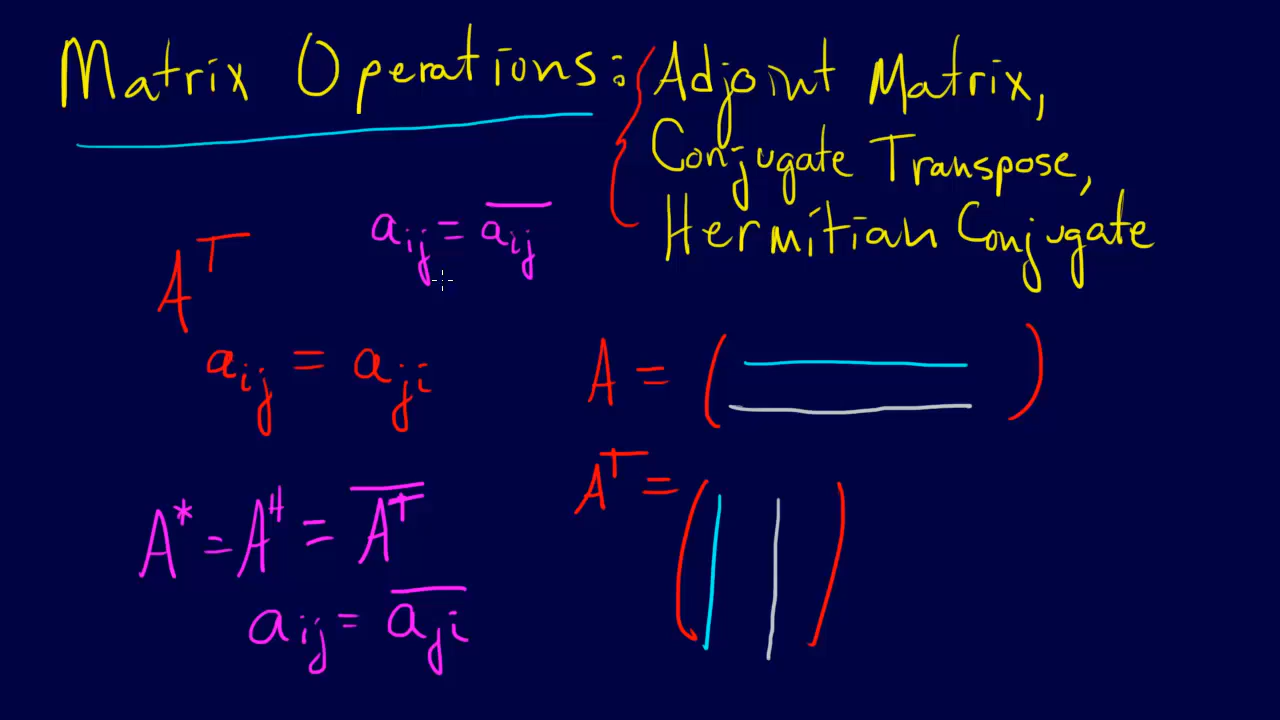 Matrix Operations: Adjoint Matrix,
Conjugate Transpose,
Hermitian Conjugate
a_ij = \overline{a_ij}
A^T
a_ij = a_ji
A = ( )
A^T = ( )
A^* = A^H = \overline{A^T}
a_ij = \overline{a_ji}